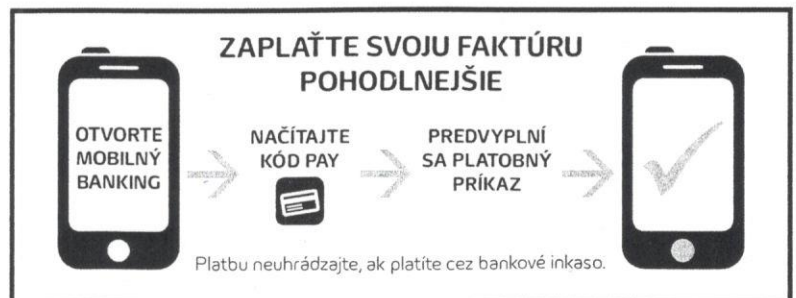 ZAPLAŤTE SVOJU FAKTÚRU
POHODLNEJŠIE
OTVORTE
MOBILNÝ
BANKING
NAČÍTAJTE
KÓD PAY
PREDVYPLNÍ
SA PLATOBNÝ
PRÍKAZ
Platbu neuhrádzajte, ak platíte cez bankové inkaso.